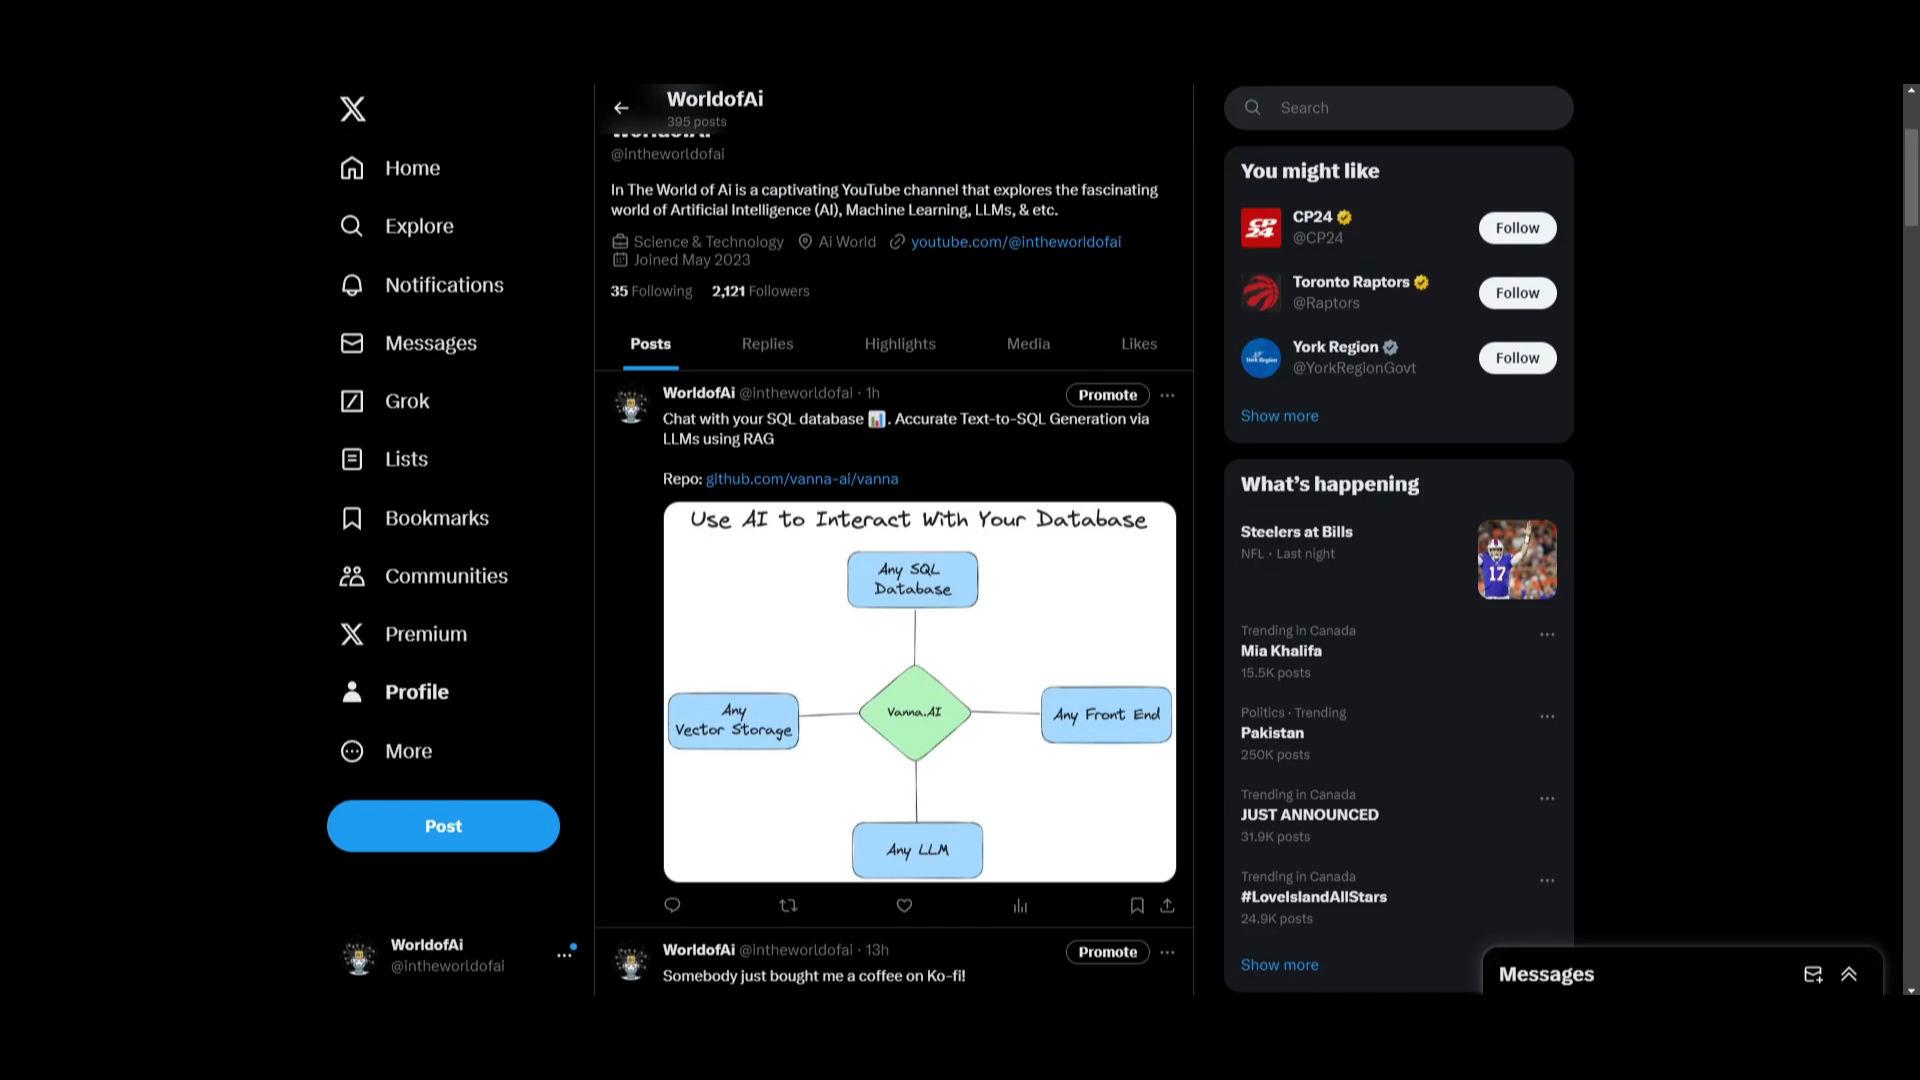 Home
Explore
Notifications
Messages
Grok
Lists
Bookmarks
Communities
Premium
Profile
More
Post
WorldofAi
@intheworldofai
WorldofAi
395 posts
WorldofAi
@intheworldofai
In The World of Ai is a captivating YouTube channel that explores the fascinating
world of Artificial Intelligence (AI), Machine Learning, LLMs, & etc.
Science & Technology Ai World youtube.com/@intheworldofai
Joined May 2023
35 Following 2,121 Followers
Posts Replies Highlights Media Likes
WorldofAi @intheworldofai · 1h Promote
Chat with your SQL database 📊. Accurate Text-to-SQL Generation via
LLMs using RAG
Repo: github.com/vanna-ai/vanna
Use AI to Interact With Your Database
Any SQL
Database
Any
Vector Storage
Vanna.AI
Any Front End
Any LLM
WorldofAi @intheworldofai · 13h Promote
Somebody just bought me a coffee on Ko-fi!
Search
You might like
CP24
@CP24
Follow
Toronto Raptors
@Raptors
Follow
York Region
@YorkRegionGovt
Follow
Show more
What's happening
Steelers at Bills
NFL · Last night
17
Trending in Canada
Mia Khalifa
15.5K posts
Politics · Trending
Pakistan
250K posts
Trending in Canada
JUST ANNOUNCED
31.9K posts
Trending in Canada
#LoveIslandAllStars
24.9K posts
Show more
Messages